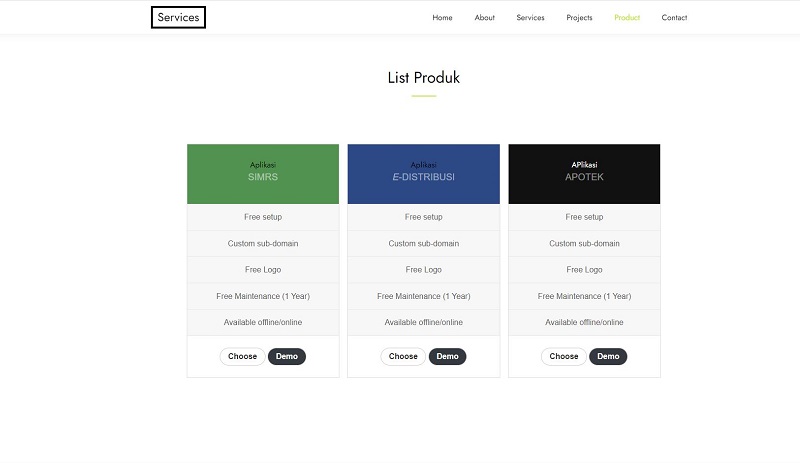 Services
Home About Services Projects Product Contact
List Produk
Aplikasi
SIMRS
Free setup
Custom sub-domain
Free Logo
Free Maintenance (1 Year)
Available offline/online
Choose Demo
Aplikasi
E-DISTRIBUSI
Free setup
Custom sub-domain
Free Logo
Free Maintenance (1 Year)
Available offline/online
Choose Demo
APlikasi
APOTEK
Free setup
Custom sub-domain
Free Logo
Free Maintenance (1 Year)
Available offline/online
Choose Demo